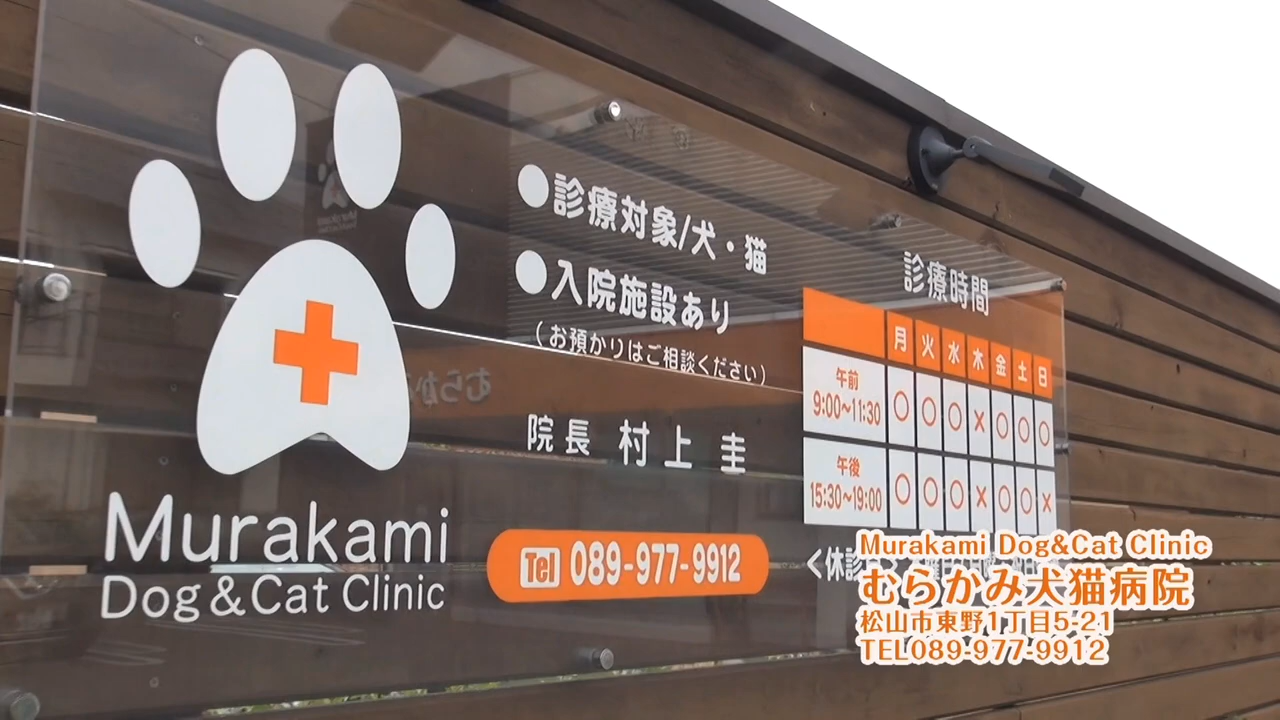 Murakami
Dog & Cat Clinic
●診療対象/犬・猫
●入院施設あり
(お預かりはご相談ください)
院長 村上 圭
Tel 089-977-9912
診療時間
月 火 水 木 金 土 日
午前 9:00~11:30 ○ ○ ○ × ○ ○ ○
午後 15:30~19:00 ○ ○ ○ × ○ ○ ×
<休診
Murakami Dog&Cat Clinic
むらかみ犬猫病院
松山市東野1丁目5-21
TEL089-977-9912